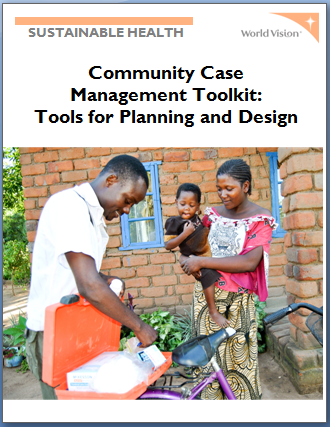 SUSTAINABLE HEALTH
World Vision
Community Case
Management Toolkit:
Tools for Planning and Design